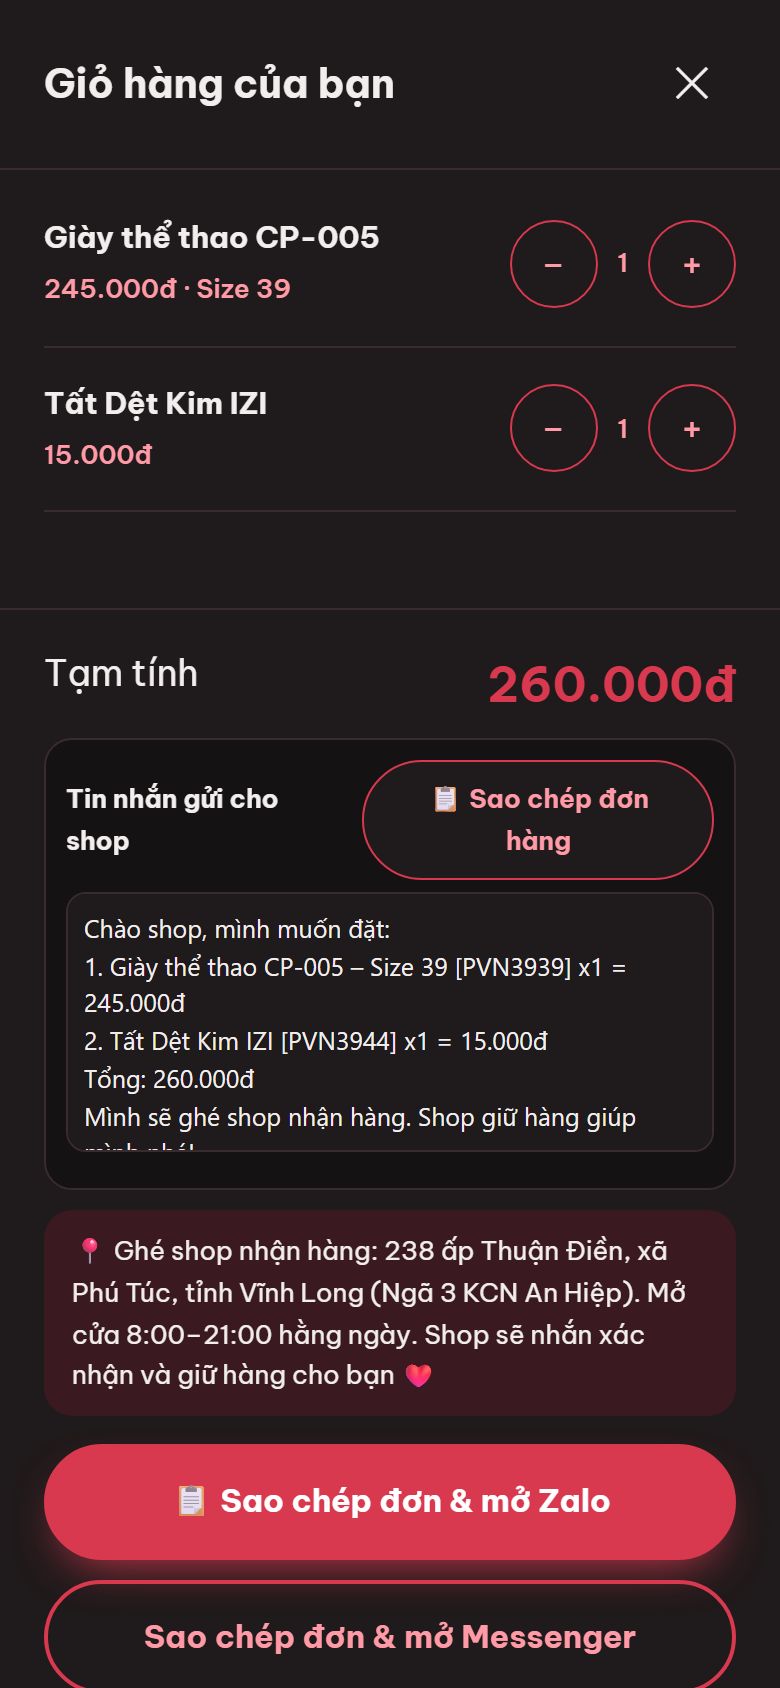 Giỏ hàng của bạn
Giày thể thao CP-005
245.000đ · Size 39
– 1 +
Tất Dệt Kim IZI
15.000đ
– 1 +
Tạm tính
260.000đ
Tin nhắn gửi cho
shop
📋 Sao chép đơn
hàng
Chào shop, mình muốn đặt:
1. Giày thể thao CP-005 – Size 39 [PVN3939] x1 =
245.000đ
2. Tất Dệt Kim IZI [PVN3944] x1 = 15.000đ
Tổng: 260.000đ
Mình sẽ ghé shop nhận hàng. Shop giữ hàng giúp
📍 Ghé shop nhận hàng: 238 ấp Thuận Điền, xã
Phú Túc, tỉnh Vĩnh Long (Ngã 3 KCN An Hiệp). Mở
cửa 8:00–21:00 hằng ngày. Shop sẽ nhắn xác
nhận và giữ hàng cho bạn 💗
📋 Sao chép đơn & mở Zalo
Sao chép đơn & mở Messenger